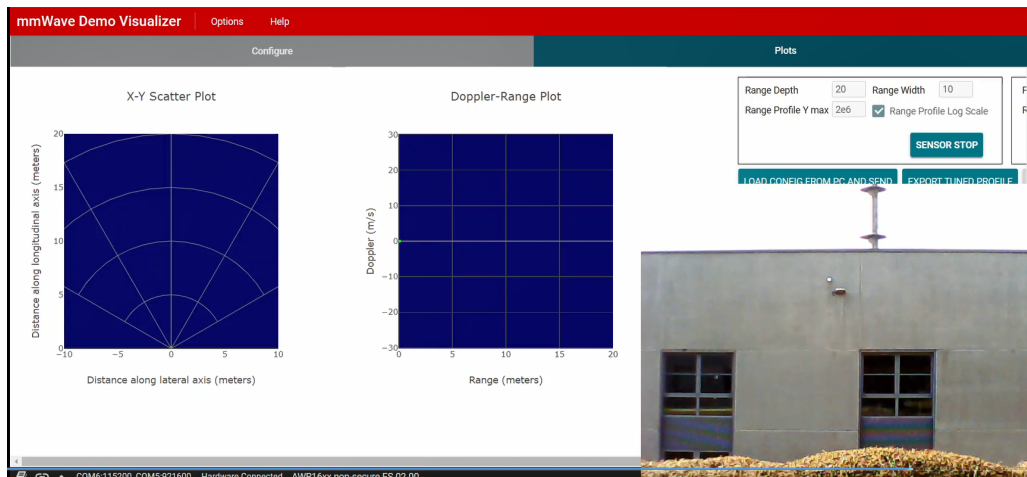 mmWave Demo Visualizer Options Help
Configure Plots
X-Y Scatter Plot
Distance along longitudinal axis (meters)
20
15
10
5
0
−10 −5 0 5 10
Distance along lateral axis (meters)
Doppler-Range Plot
Doppler (m/s)
30
20
10
0
−10
−20
−30
0 5 10 15 20
Range (meters)
Range Depth 20 Range Width 10
Range Profile Y max 2e6 Range Profile Log Scale
SENSOR STOP
F
R
LOAD CONFIG FROM PC AND SEND EXPORT TUNED PROFILE
COM6:115200 COM5:921600 Hardware Connected AWR16xx non secure ES 02.00